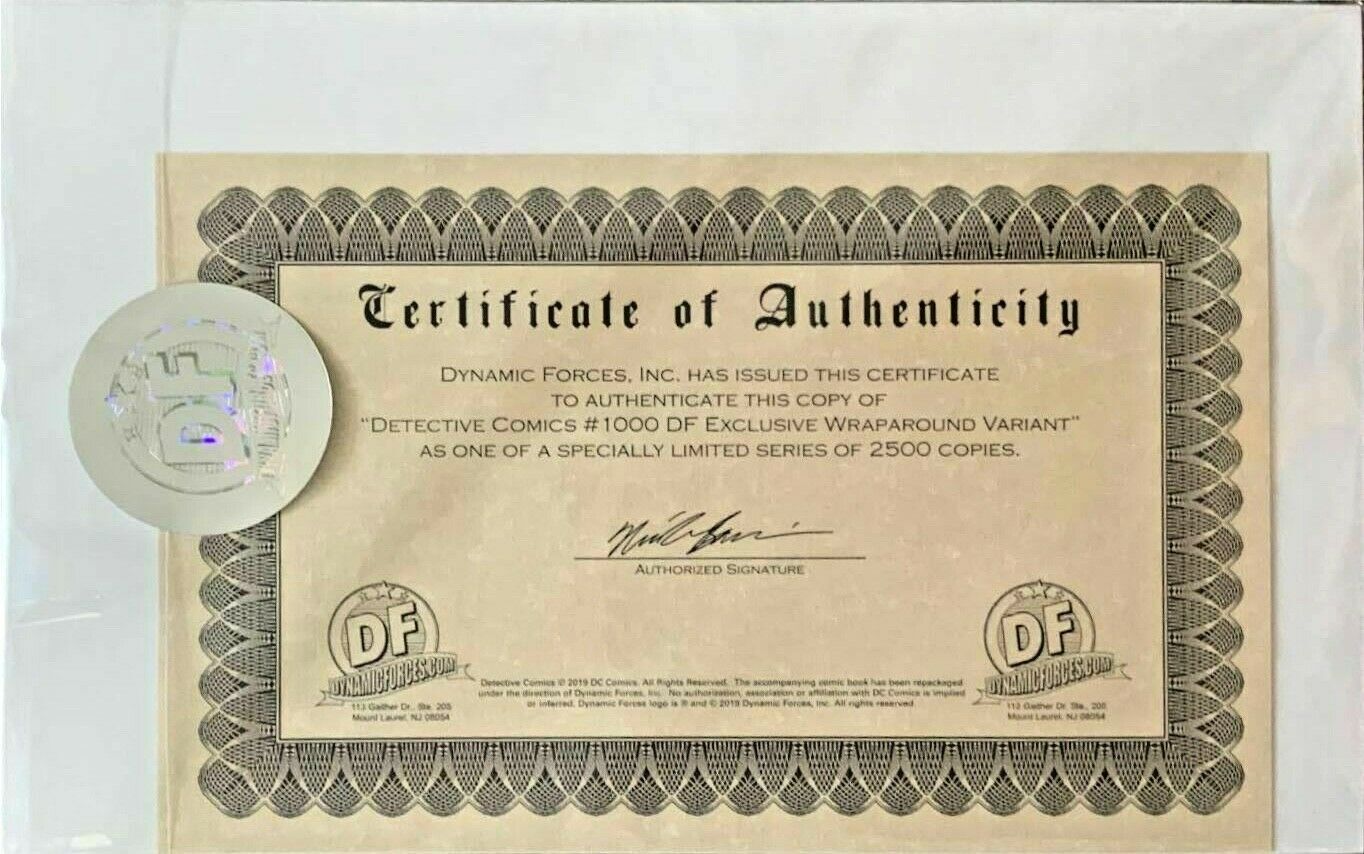 Certificate of Authenticity
DYNAMIC FORCES, INC. HAS ISSUED THIS CERTIFICATE
TO AUTHENTICATE THIS COPY OF
"DETECTIVE COMICS #1000 DF EXCLUSIVE WRAPAROUND VARIANT"
AS ONE OF A SPECIALLY LIMITED SERIES OF 2500 COPIES.
AUTHORIZED SIGNATURE
DF
DF
DYNAMICFORCES.COM
113 Gaither Dr., Ste. 205
Mount Laurel, NJ 08054
Detective Comics © 2019 DC Comics. All Rights Reserved. The accompanying comic book has been repackaged
under the direction of Dynamic Forces, Inc. No authorization, association or affiliation with DC Comics is implied
or inferred. Dynamic Forces logo is ® and © 2019 Dynamic Forces, Inc. All rights reserved.
DF
DYNAMICFORCES.COM
113 Gaither Dr. Ste., 205
Mount Laurel, NJ 08054